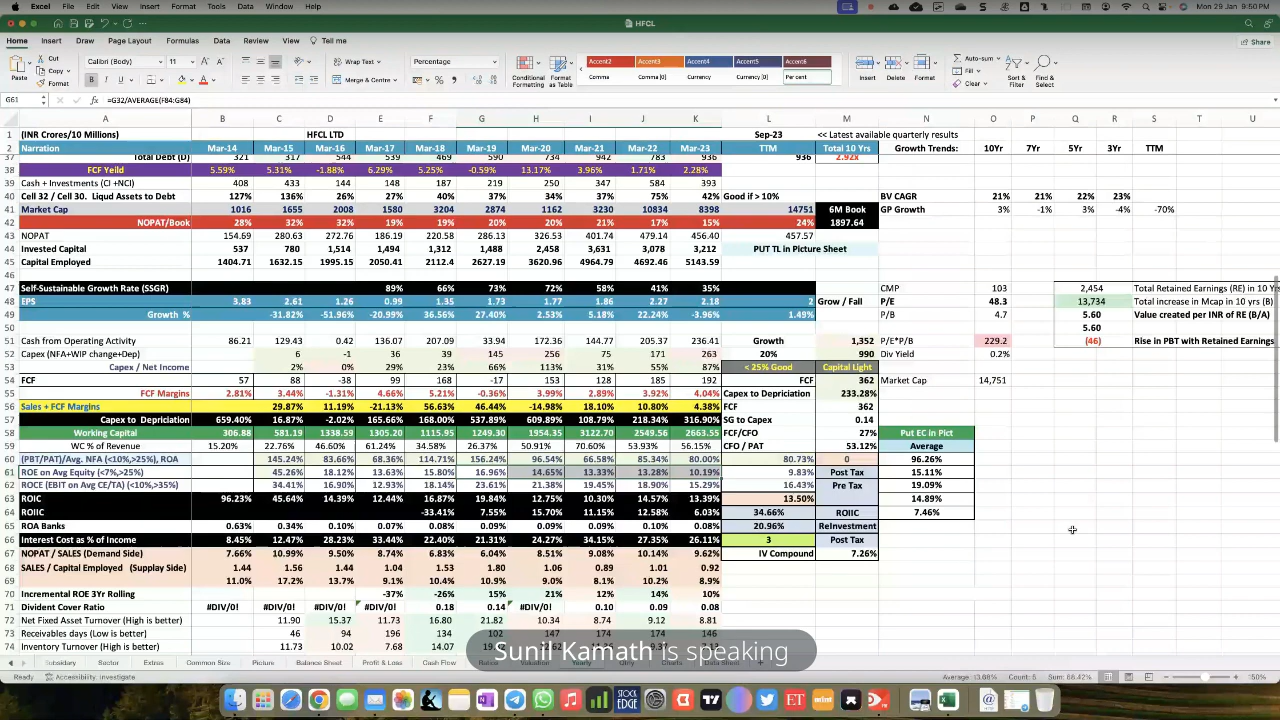 Excel File Edit View Insert Format Tools Data Window Help Mon 29 Jan 9:50PM
HFCL
Home Insert Draw Page Layout Formulas Data Review View Tell me Share
Paste Cut Copy Format Calibri (Body) 11 Wrap Text Merge & Centre Percentage Conditional Formatting Format as Table Accent2 Accent3 Accent4 Accent5 Accent6 Comma Comma [0] Currency Currency [0] Per cent Insert Delete Format Auto-sum Fill Clear Sort & Filter Find & Select
G61 fx =G32/AVERAGE(F84:G84)
A B C D E F G H I J K L M N O P Q R S T U
1 (INR Crores/10 Millions) HFCL LTD Sep-23 << Latest available quarterly results
2 Narration Mar-14 Mar-15 Mar-16 Mar-17 Mar-18 Mar-19 Mar-20 Mar-21 Mar-22 Mar-23 TTM Total 10 Yrs Growth Trends: 10Yr 7Yr 5Yr 3Yr TTM
37 Total Debt (D) 321 317 544 539 469 590 734 942 783 936 936 2.92x
38 FCF Yeild 5.59% 5.31% -1.88% 6.29% 5.25% -0.59% 13.17% 3.96% 1.71% 2.28%
39 Cash + Investments (CI +NCI) 408 433 144 148 187 219 250 347 584 393
40 Cell 32 / Cell 30. Liqud Assets to Debt 127% 136% 26% 27% 40% 37% 34% 37% 75% 42% Good if > 10% BV CAGR 21% 21% 22% 23%
41 Market Cap 1016 1655 2008 1580 3204 2874 1162 3230 10834 8398 14751 6M Book GP Growth 3% -1% 3% -4% -70%
42 NOPAT/Book 28% 32% 32% 19% 19% 20% 20% 21% 17% 15% 24% 1897.64
43 NOPAT 154.69 280.63 272.76 186.19 220.58 286.13 326.53 401.74 479.14 456.40 457.57
44 Invested Capital 537 780 1,514 1,494 1,312 1,488 2,458 3,631 3,078 3,212 PUT TL in Picture Sheet
45 Capital Employed 1404.71 1632.15 1995.15 2050.41 2112.4 2627.19 3620.96 4964.79 4692.46 5143.59
46
47 Self-Sustainable Growth Rate (SSGR) 89% 66% 73% 72% 58% 41% 35% CMP 103 2,454 Total Retained Earnings (RE) in 10 Y
48 EPS 3.83 2.61 1.26 0.99 1.35 1.73 1.77 1.86 2.27 2.18 2 Grow / Fall P/E 48.3 13,734 Total increase in Mcap in 10 yrs (B)
49 Growth % -31.82% -51.96% -20.99% 36.56% 27.40% 2.53% 5.18% 22.24% -3.96% 1.49% P/B 4.7 5.60 Value created per INR of RE (B/A)
50 5.60
51 Cash from Operating Activity 86.21 129.43 0.42 136.07 207.09 33.94 172.36 144.77 205.37 236.41 Growth 1,352 P/E*P/B 229.2 (46) Rise in PBT with Retained Earnings
52 Capex (NFA+WIP change+Dep) 6 -1 36 39 145 256 75 171 263 20% 990 Div Yield 0.2%
53 Capex / Net Income 2% 0% 29% 23% 66% 113% 31% 55% 87% < 25% Good Capital Light
54 FCF 57 88 -38 99 168 -17 153 128 185 192 FCF 362 Market Cap 14,751
55 FCF Margins 2.81% 3.44% -1.31% 4.66% 5.21% -0.36% 3.99% 2.89% 3.92% 4.04% Capex to Depriciation 233.28%
56 Sales + FCF Margins 29.87% 11.19% -21.13% 56.63% 46.44% -14.98% 18.10% 10.80% 4.38% FCF 362
57 Capex to Depriciation 659.40% 16.87% -2.02% 165.66% 168.00% 537.89% 609.89% 108.79% 218.34% 316.90% SG to Capex 0.14
58 Working Capital 306.88 581.19 1338.59 1305.20 1115.95 1249.30 1954.35 3122.70 2549.56 2663.55 FCF/CFO 27% Put EC in Pict
59 WC % of Revenue 15.20% 22.76% 46.60% 61.24% 4.58% 26.37% 50.91% 70.60% 53.93% 56.15% CFO / PAT 53.12% Average
60 (PBT/PAT)/Avg. NFA (<10%,>25%), ROA 145.24% 83.66% 68.36% 114.71% 156.24% 96.54% 66.58% 85.34% 80.00% 80.73% 0 96.26%
61 ROE on Avg Equity (<7%,>25%) 45.26% 18.12% 13.63% 15.80% 16.96% 14.65% 13.33% 13.28% 10.19% 9.83% Post Tax 15.11%
62 ROCE (EBIT on Avg CE/TA) (<10%,>35%) 34.41% 16.90% 12.93% 18.14% 23.61% 21.38% 19.45% 18.90% 15.29% 16.43% Pre Tax 19.09%
63 ROIC 96.23% 45.64% 14.39% 12.44% 16.87% 19.84% 12.75% 10.30% 14.57% 13.39% 13.50% 14.89%
64 ROIIC -33.41% 7.55% 15.70% 11.15% 12.58% 6.03% 34.66% ROIIC 7.46%
65 ROA Banks 0.63% 0.34% 0.10% 0.07% 0.08% 0.09% 0.09% 0.09% 0.10% 0.08% 20.96% ReInvestment
66 Interest Cost as % of Income 8.45% 12.47% 28.23% 33.44% 22.40% 21.31% 24.27% 34.15% 27.35% 26.11% 3 Post Tax
67 NOPAT / SALES (Demand Side) 7.66% 10.99% 9.50% 8.74% 6.83% 6.04% 8.51% 9.08% 10.14% 9.62% IV Compound 7.26%
68 SALES / Capital Employed (Supplay Side) 1.44 1.56 1.44 1.04 1.53 1.80 1.06 0.89 1.01 0.92
69 11.0% 17.2% 13.7% 9.1% 10.4% 10.9% 9.0% 8.1% 10.2% 8.9%
70 Incremental ROE 3Yr Rolling -37% -26% 15% 21% 12% 14% 10%
71 Divident Cover Ratio #DIV/0! #DIV/0! #DIV/0! #DIV/0! 0.18 0.14 #DIV/0! 0.10 0.09 0.08
72 Net Fixed Asset Turnover (High is better) 11.90 15.37 11.73 16.80 21.82 10.34 8.74 9.22 8.81
73 Receivables days (Low is better) 46 94 196 134 102 147 174 174 146
74 Inventory Turnover (High is better) 11.73 10.02 7.68 14.07
Sunil Kamath is speaking
Subsidary Sector Extras Common Size Picture Balance Sheet Profit & Loss Cash Flow
Ready Accessibility: Investigate Average: 13.68% Count: 5 Sum: 68.42% 150%
STOCK EDGE ET